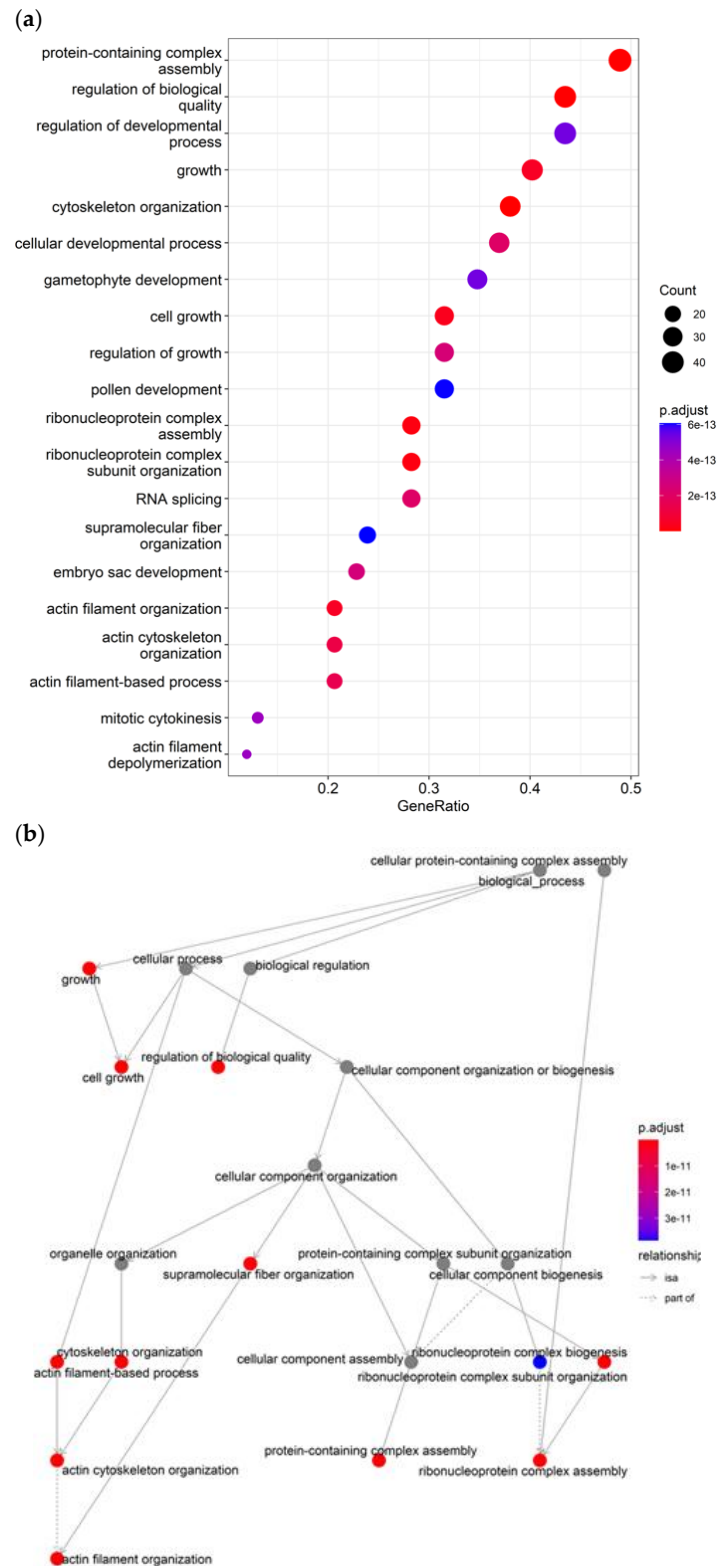 (a)
protein-containing complex
assembly
regulation of biological
quality
regulation of developmental
process
growth
cytoskeleton organization
cellular developmental process
gametophyte development
cell growth
regulation of growth
pollen development
ribonucleoprotein complex
assembly
ribonucleoprotein complex
subunit organization
RNA splicing
supramolecular fiber
organization
embryo sac development
actin filament organization
actin cytoskeleton
organization
actin filament-based process
mitotic cytokinesis
actin filament
depolymerization
0.2 0.3 0.4 0.5
GeneRatio
Count
20
30
40
p.adjust
6e-13
4e-13
2e-13
(b)
cellular protein-containing complex assembly
biological_process
cellular process
biological regulation
growth
regulation of biological quality
cell growth
cellular component organization or biogenesis
cellular component organization
organelle organization
protein-containing complex subunit organization
supramolecular fiber organization
cellular component biogenesis
cytoskeleton organization
ribonucleoprotein complex biogenesis
cellular component assembly
actin filament-based process
ribonucleoprotein complex subunit organization
protein-containing complex assembly
actin cytoskeleton organization
ribonucleoprotein complex assembly
actin filament organization
p.adjust
1e-11
2e-11
3e-11
relationship
isa
part of